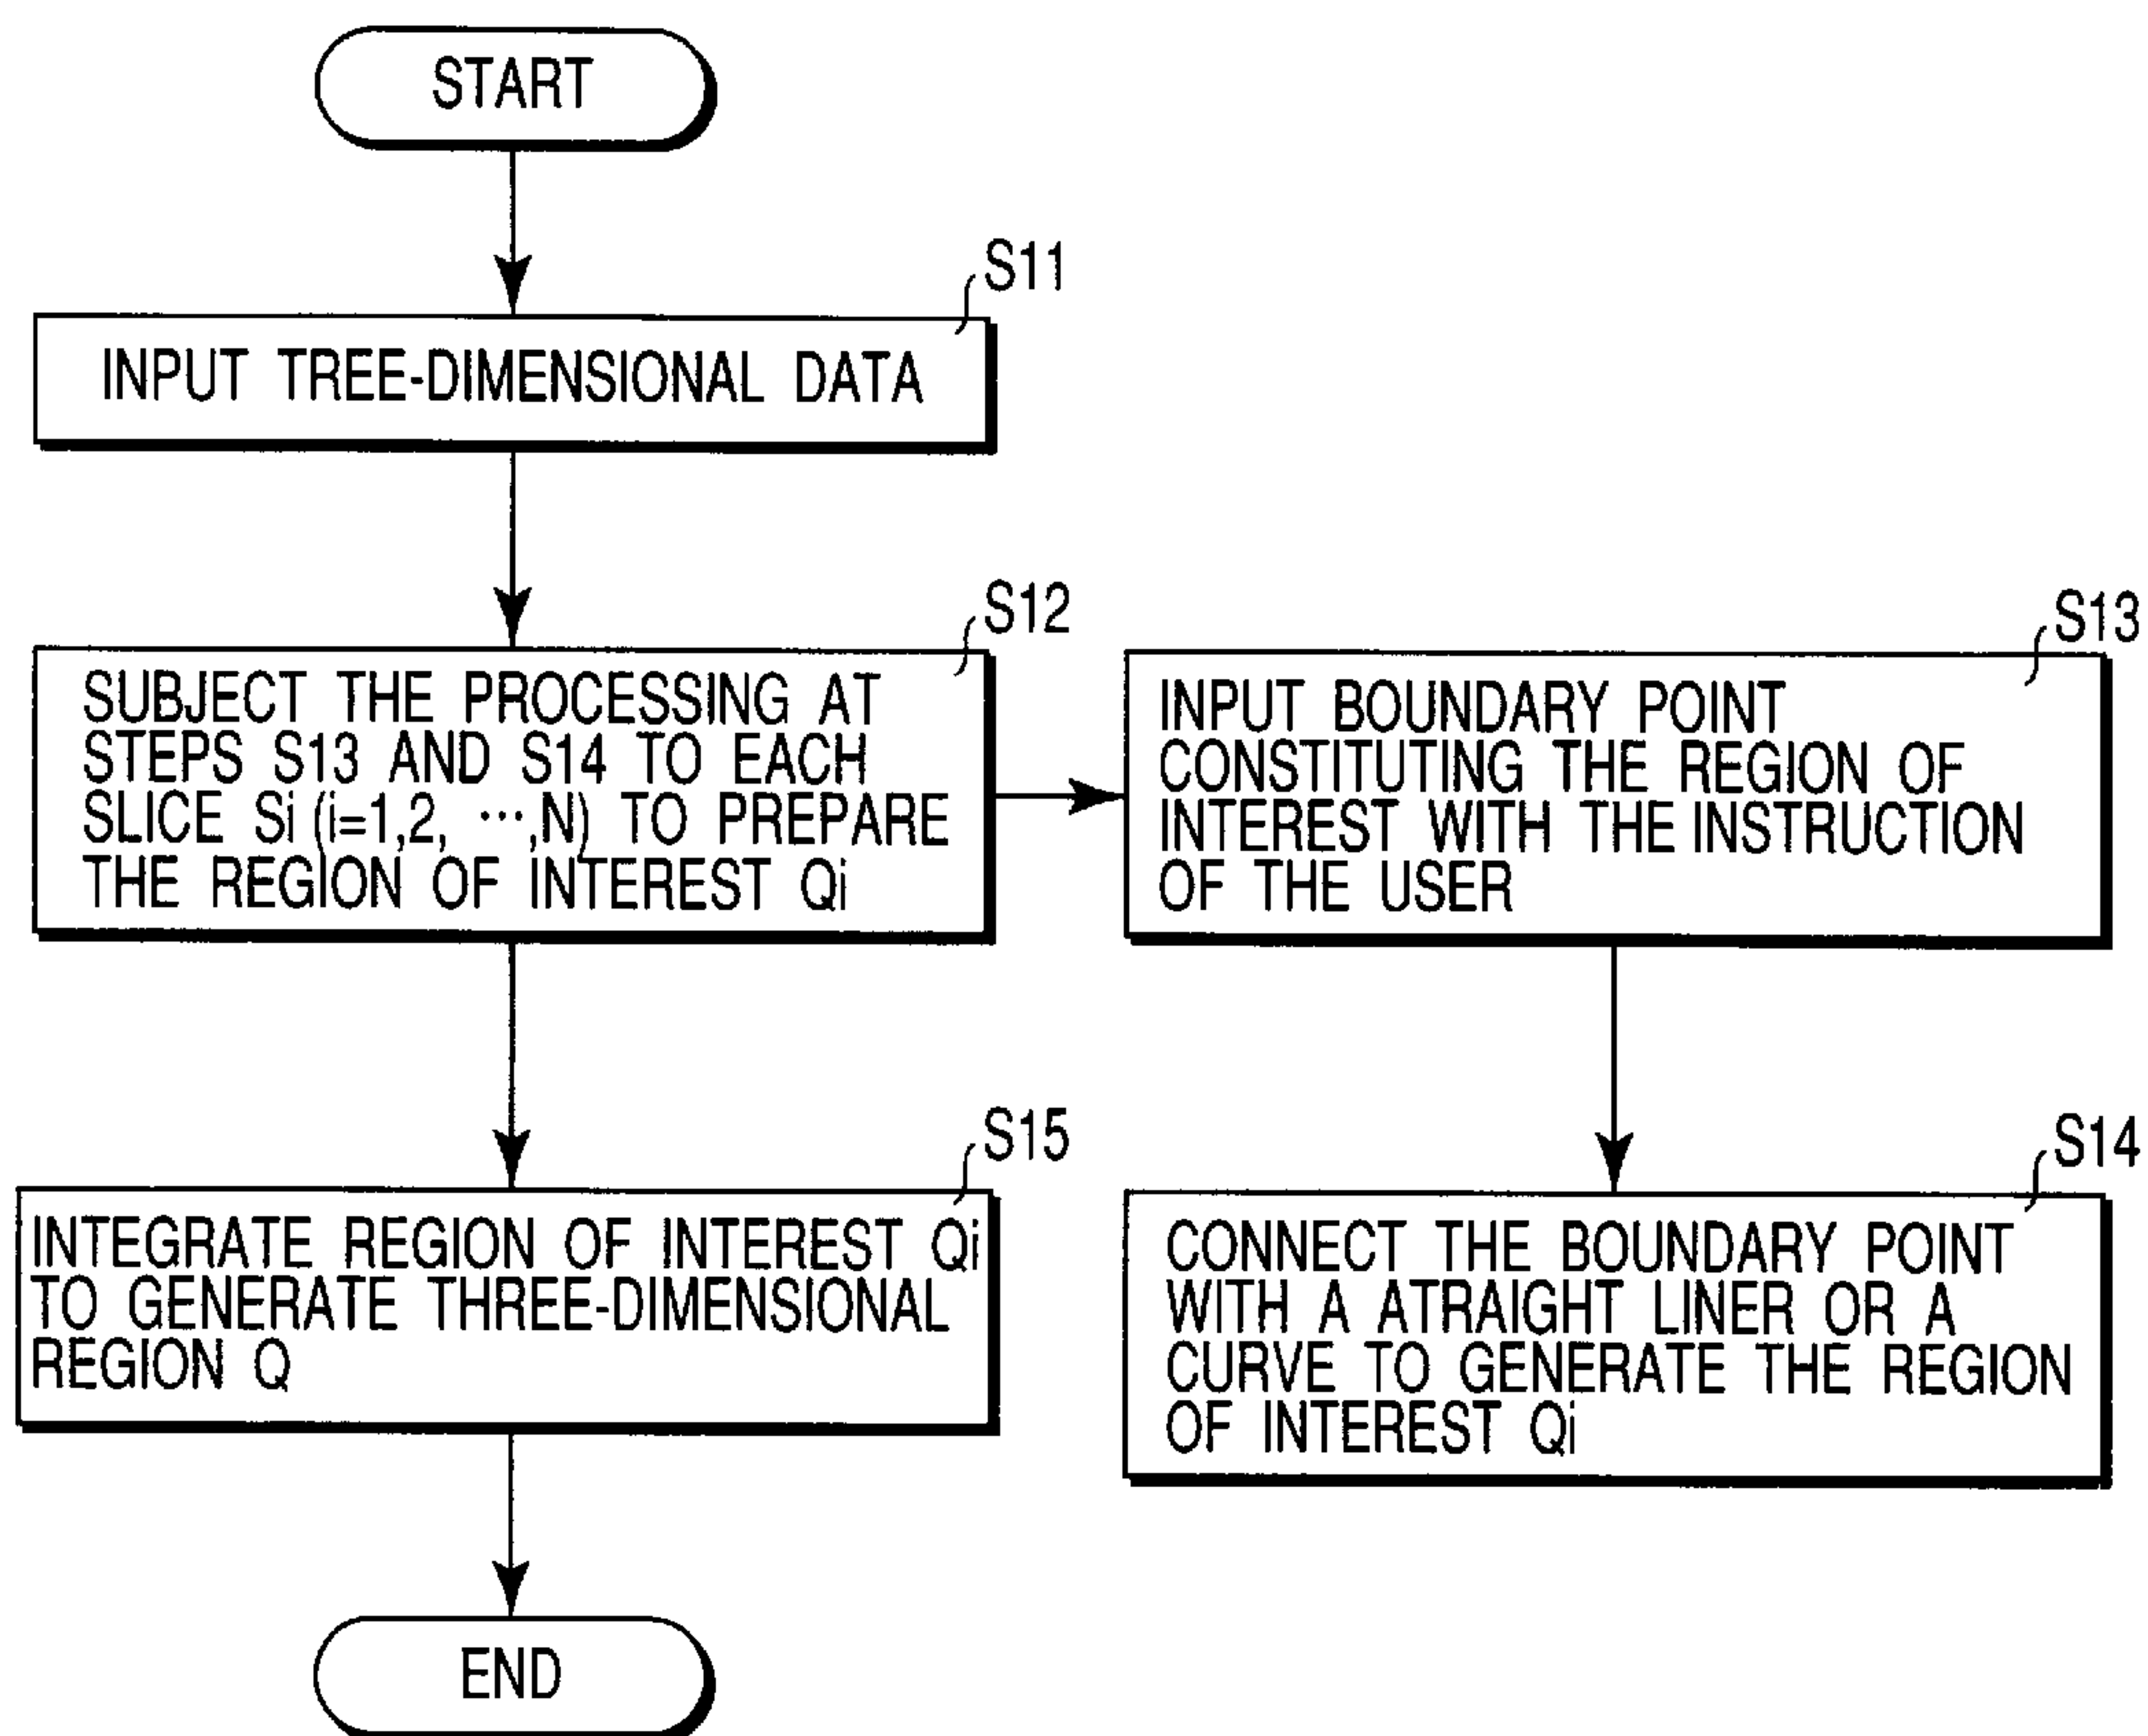 START
S11
INPUT TREE-DIMENSIONAL DATA
S12
SUBJECT THE PROCESSING AT
STEPS S13 AND S14 TO EACH
SLICE Si (i=1,2, ⋯,N) TO PREPARE
THE REGION OF INTEREST Qi
S13
INPUT BOUNDARY POINT
CONSTITUTING THE REGION OF
INTEREST WITH THE INSTRUCTION
OF THE USER
S14
CONNECT THE BOUNDARY POINT
WITH A ATRAIGHT LINER OR A
CURVE TO GENERATE THE REGION
OF INTEREST Qi
S15
INTEGRATE REGION OF INTEREST Qi
TO GENERATE THREE-DIMENSIONAL
REGION Q
END